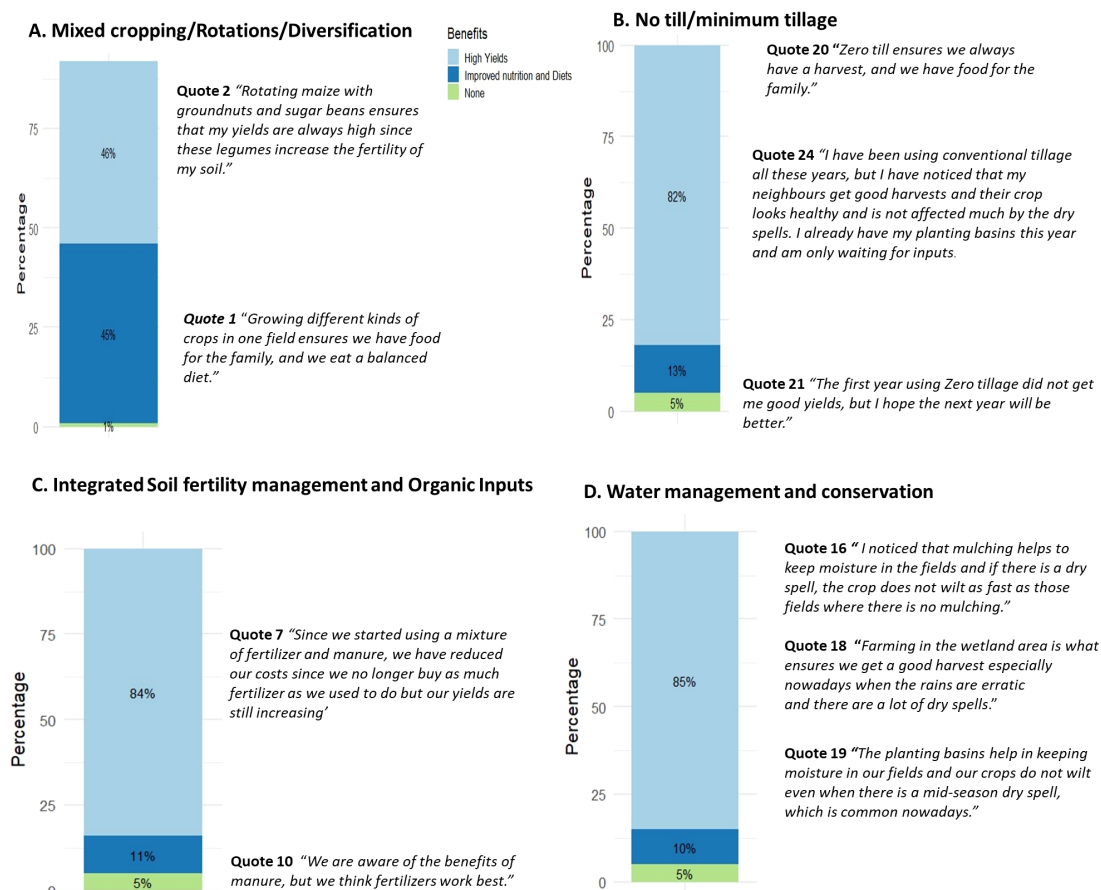 A. Mixed cropping/Rotations/Diversification
Benefits
High Yields
Improved nutrition and Diets
None
Percentage
75
50
25
0
46%
45%
1%
Quote 2 “Rotating maize with
groundnuts and sugar beans ensures
that my yields are always high since
these legumes increase the fertility of
my soil.”
Quote 1 “Growing different kinds of
crops in one field ensures we have food
for the family, and we eat a balanced
diet.”
B. No till/minimum tillage
Percentage
100
75
50
25
0
82%
13%
5%
Quote 20 “Zero till ensures we always
have a harvest, and we have food for the
family.”
Quote 24 “I have been using conventional tillage
all these years, but I have noticed that my
neighbours get good harvests and their crop
looks healthy and is not affected much by the dry
spells. I already have my planting basins this year
and am only waiting for inputs.
Quote 21 “The first year using Zero tillage did not get
me good yields, but I hope the next year will be
better.”
C. Integrated Soil fertility management and Organic Inputs
Percentage
100
75
50
25
0
84%
11%
5%
Quote 7 “Since we started using a mixture
of fertilizer and manure, we have reduced
our costs since we no longer buy as much
fertilizer as we used to do but our yields are
still increasing’
Quote 10 “We are aware of the benefits of
manure, but we think fertilizers work best.”
D. Water management and conservation
Percentage
100
75
50
25
0
85%
10%
5%
Quote 16 “ I noticed that mulching helps to
keep moisture in the fields and if there is a dry
spell, the crop does not wilt as fast as those
fields where there is no mulching.”
Quote 18 “Farming in the wetland area is what
ensures we get a good harvest especially
nowadays when the rains are erratic
and there are a lot of dry spells.”
Quote 19 “The planting basins help in keeping
moisture in our fields and our crops do not wilt
even when there is a mid-season dry spell,
which is common nowadays.”